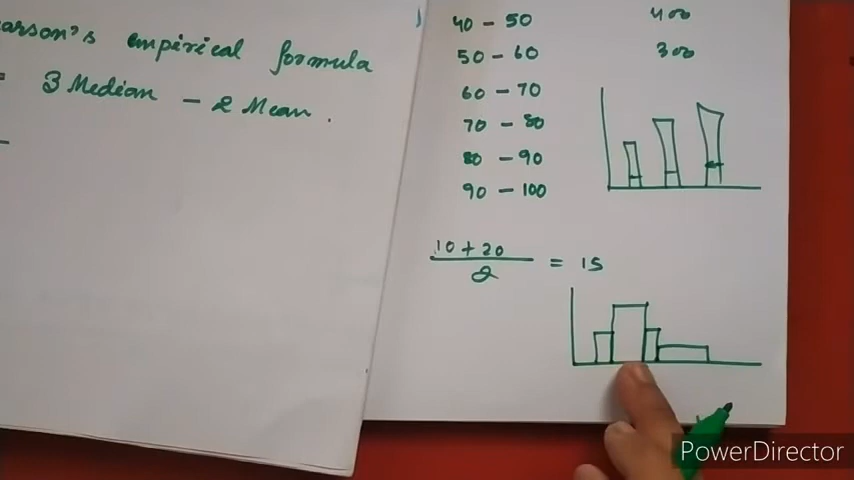 arson's empirical formula
= 3 Median - 2 Mean.
40 - 50 400
50 - 60 300
60 - 70
70 - 80
80 - 90
90 - 100
10 + 20
2
= 15
PowerDirector